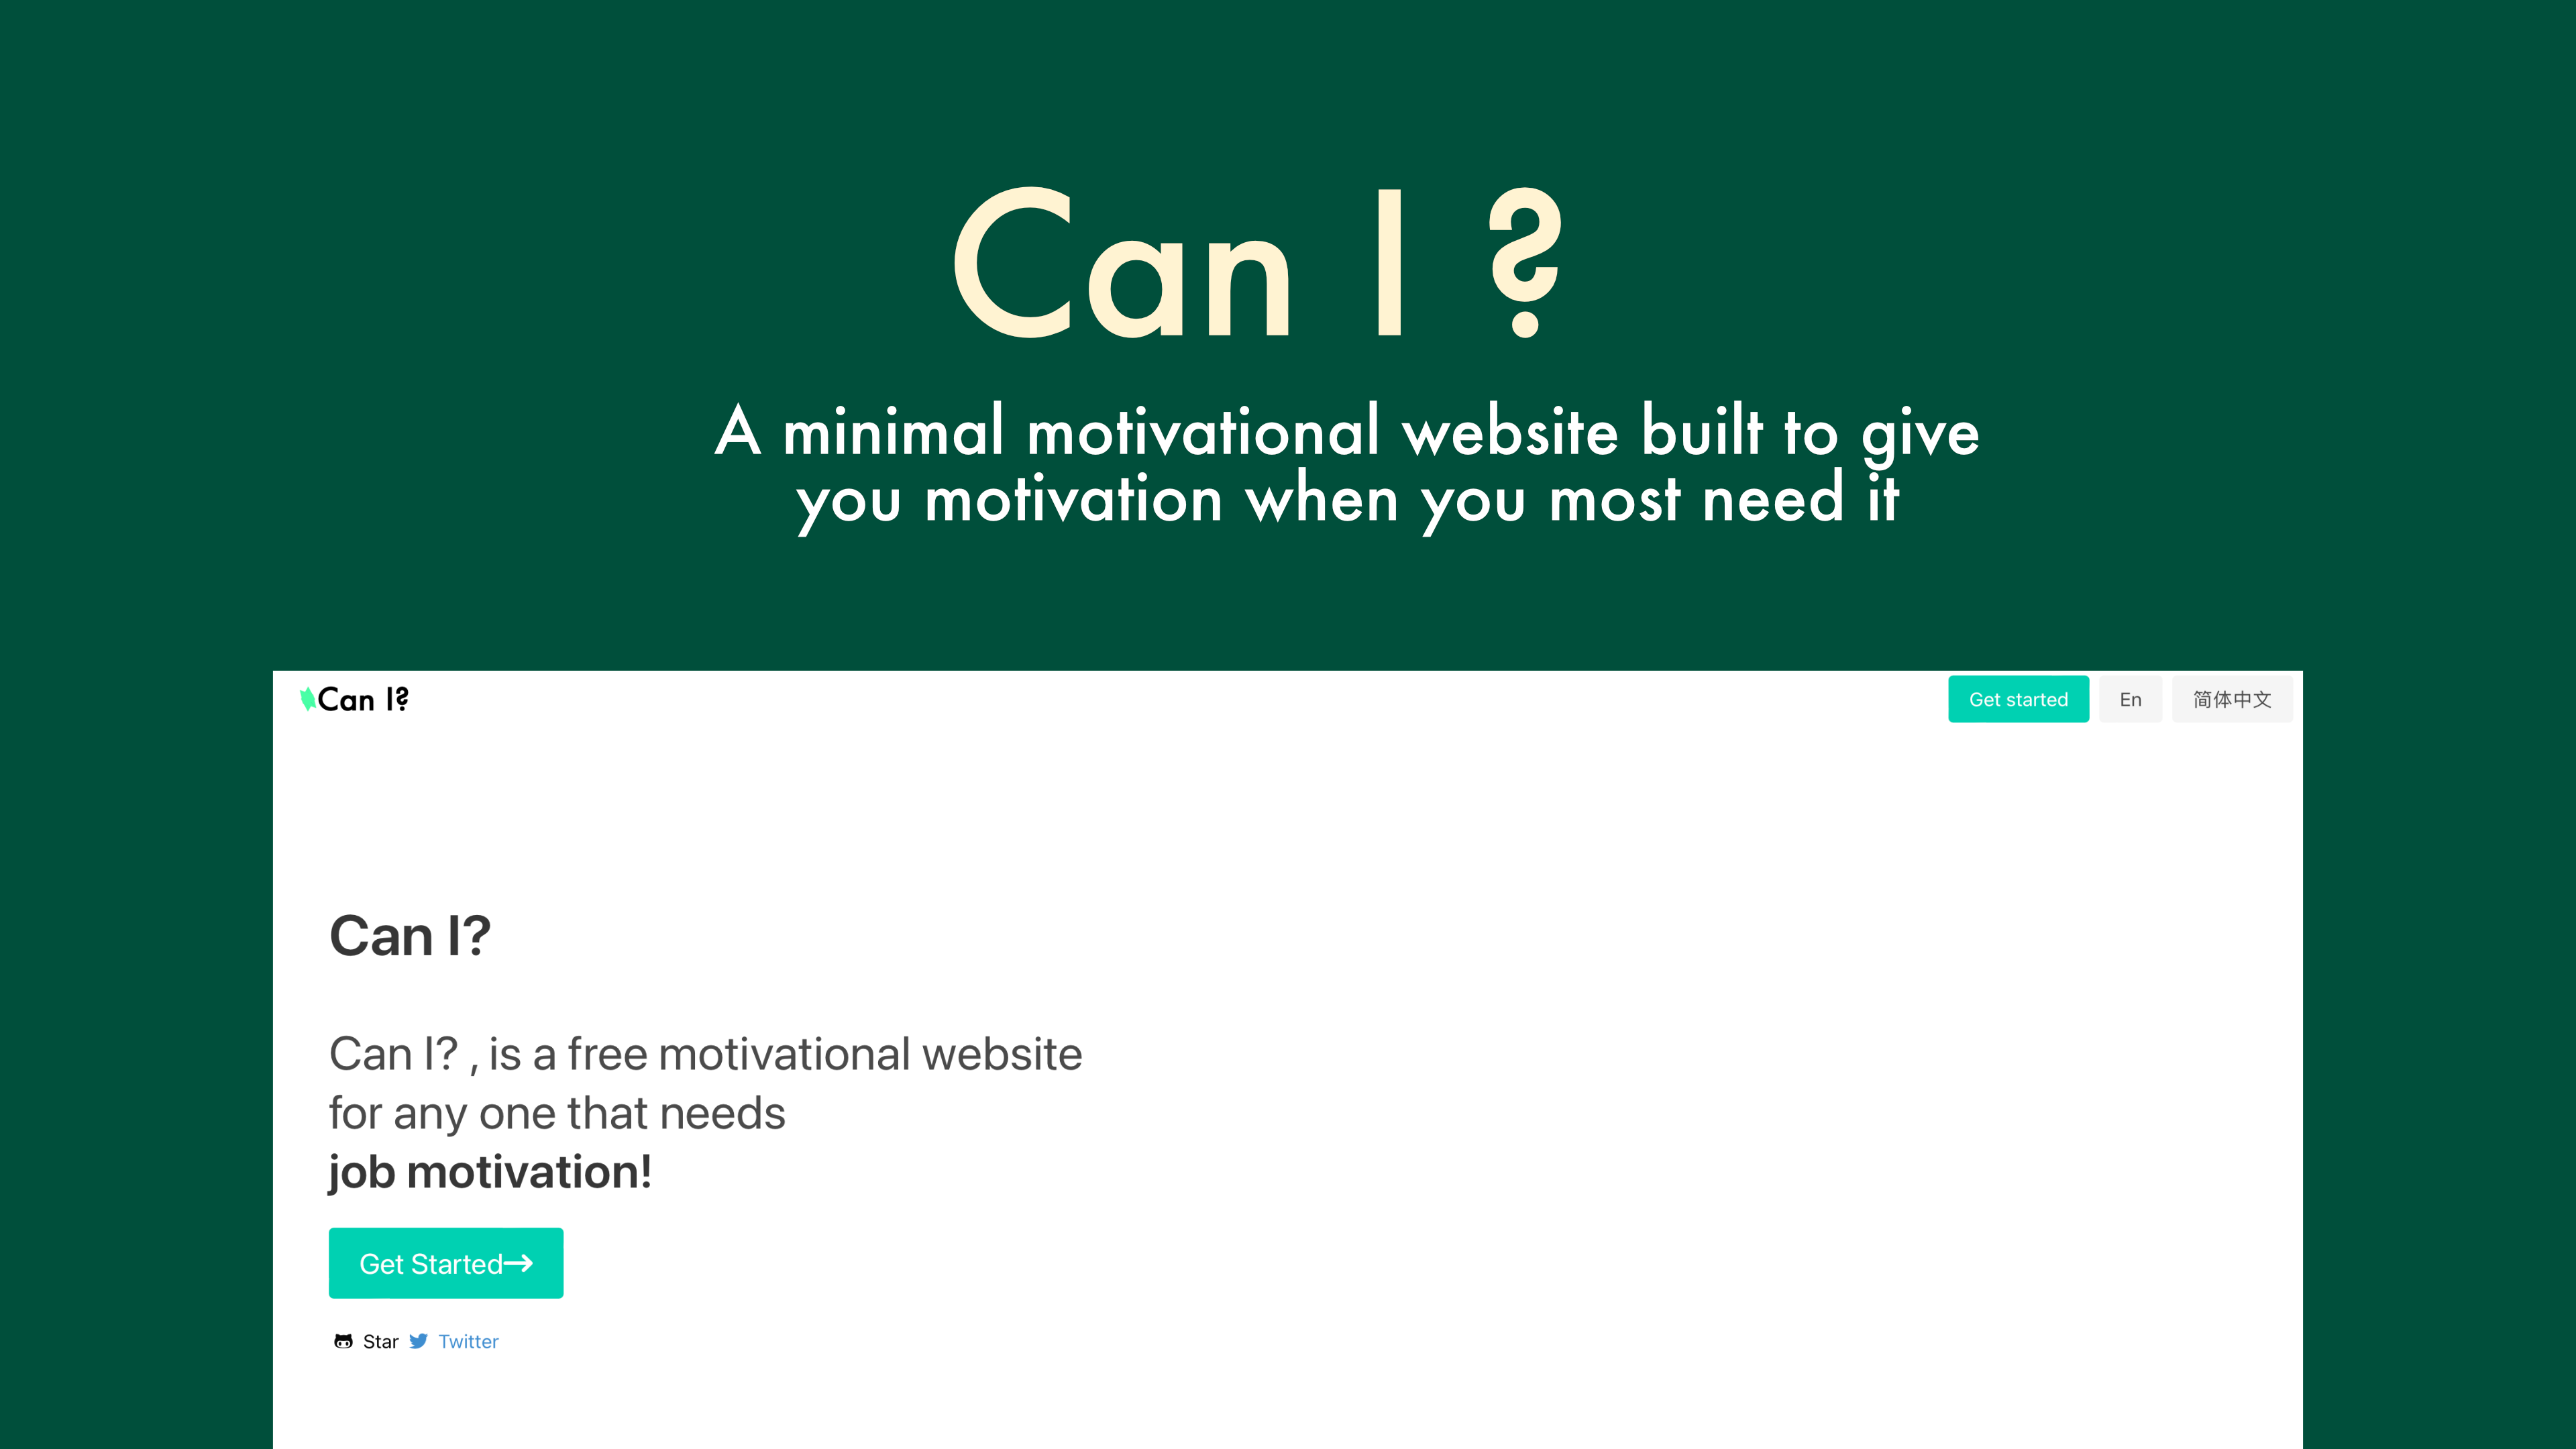 Can I ?
A minimal motivational website built to give
you motivation when you most need it
Can I?
Get started
En
简体中文
Can I?
Can I? , is a free motivational website
for any one that needs
job motivation!
Get Started→
Star
Twitter